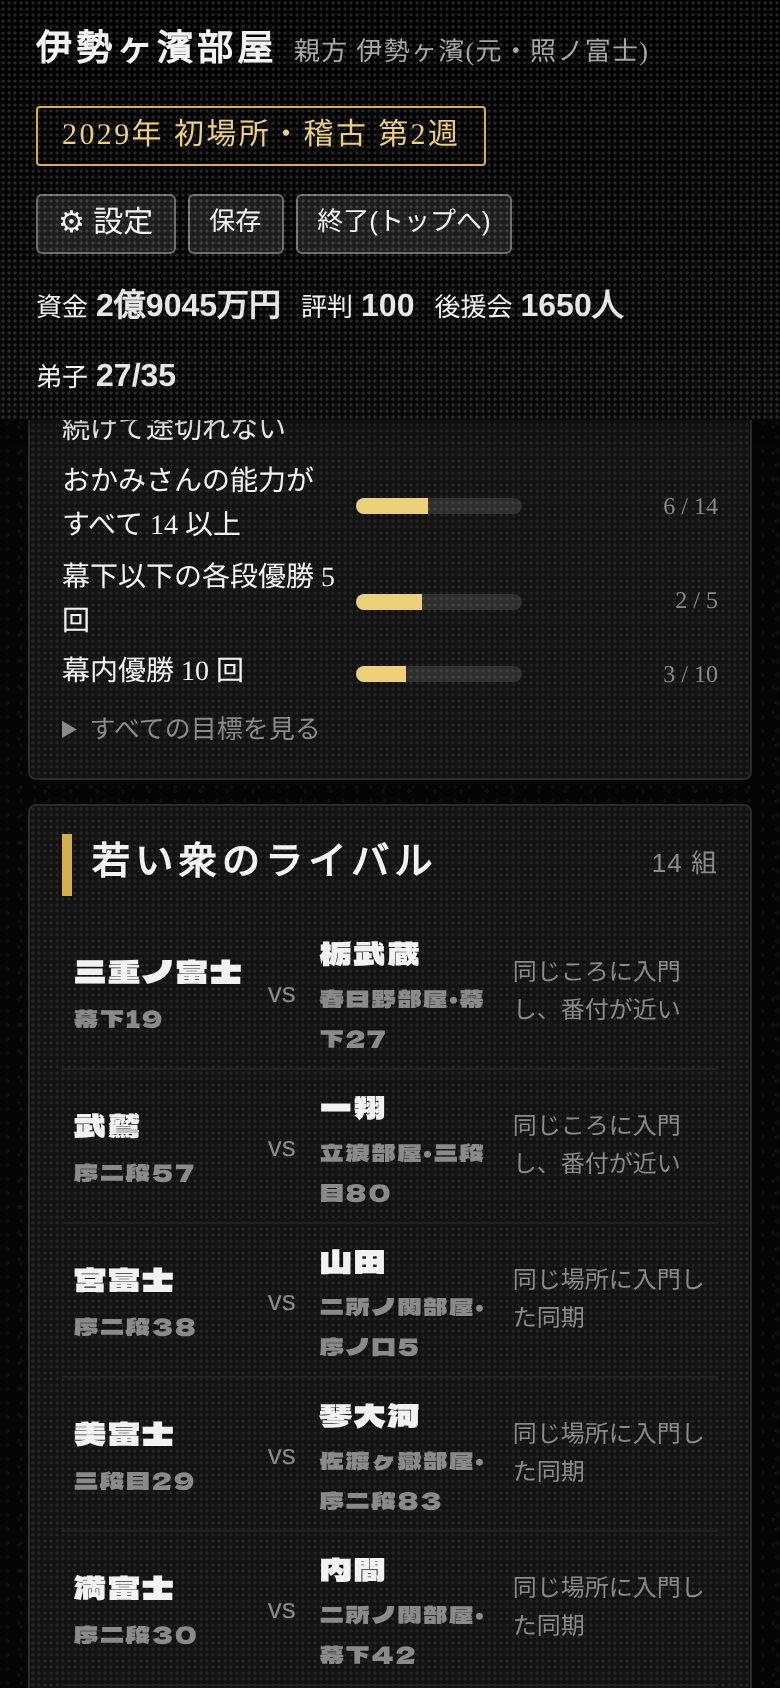 伊勢ヶ濱部屋 親方 伊勢ヶ濱(元・照ノ富士)
2029年 初場所・稽古 第2週
⚙ 設定 保存 終了(トップへ)
資金 2億9045万円 評判 100 後援会 1650人
弟子 27/35
続けて途切れない
おかみさんの能力が
すべて 14 以上
6 / 14
幕下以下の各段優勝 5
回
2 / 5
幕内優勝 10 回
3 / 10
▶ すべての目標を見る
若い衆のライバル 14 組
三重ノ富士
幕下19
vs
栃武蔵
春日野部屋・幕
下27
同じころに入門
し、番付が近い
武鷲
序二段57
vs
一翔
立浪部屋・三段
目80
同じころに入門
し、番付が近い
宮富士
序二段38
vs
山田
二所ノ関部屋・
序ノ口5
同じ場所に入門し
た同期
美富士
三段目29
vs
琴大河
佐渡ヶ嶽部屋・
序二段83
同じ場所に入門し
た同期
満富士
序二段30
vs
内間
二所ノ関部屋・
幕下42
同じ場所に入門し
た同期